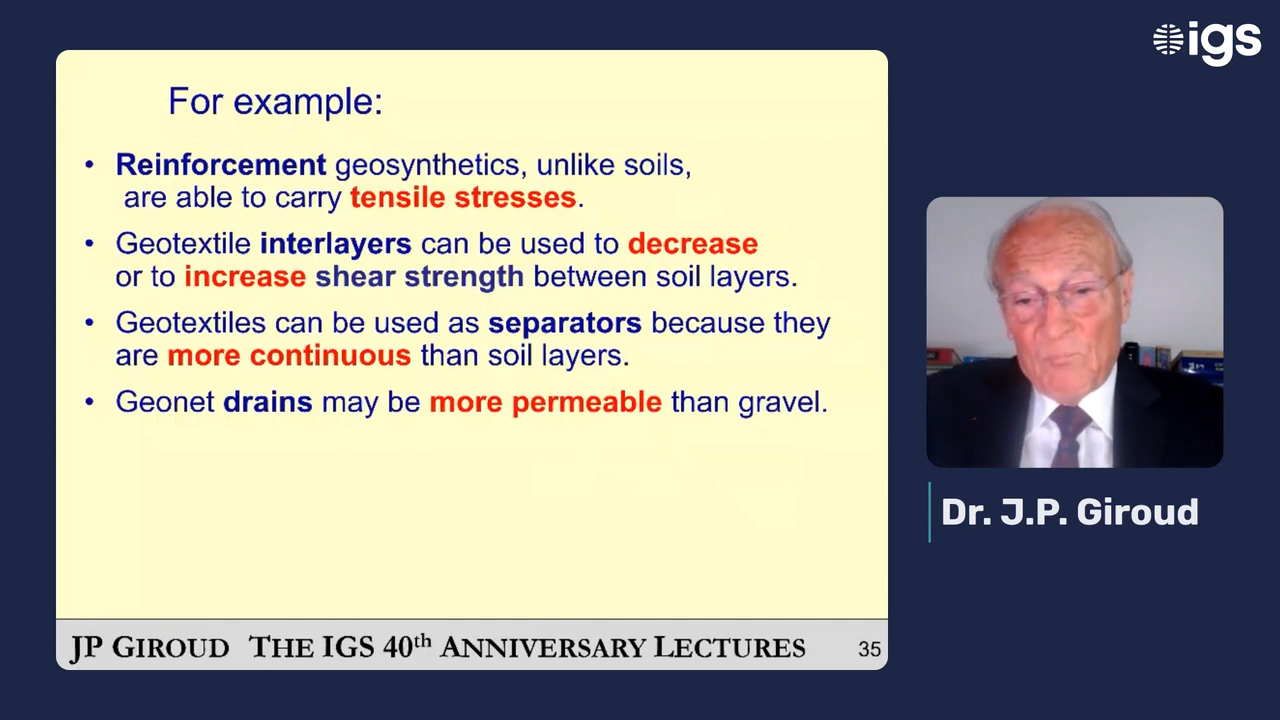 igs
For example:
• Reinforcement geosynthetics, unlike soils,
are able to carry tensile stresses.
• Geotextile interlayers can be used to decrease
or to increase shear strength between soil layers.
• Geotextiles can be used as separators because they
are more continuous than soil layers.
• Geonet drains may be more permeable than gravel.
Dr. J.P. Giroud
JP GIROUD THE IGS 40th ANNIVERSARY LECTURES 35